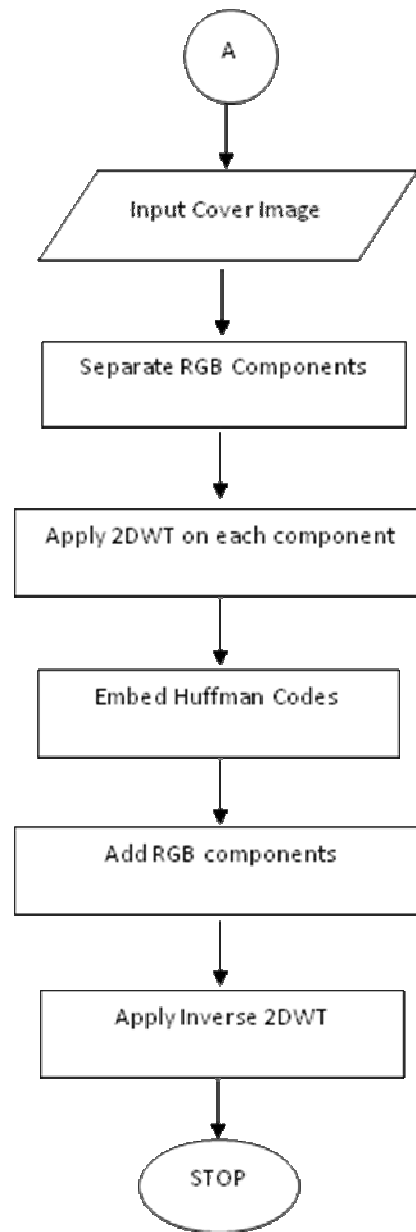 A
Input Cover Image
Separate RGB Components
Apply 2DWT on each component
Embed Huffman Codes
Add RGB components
Apply Inverse 2DWT
STOP